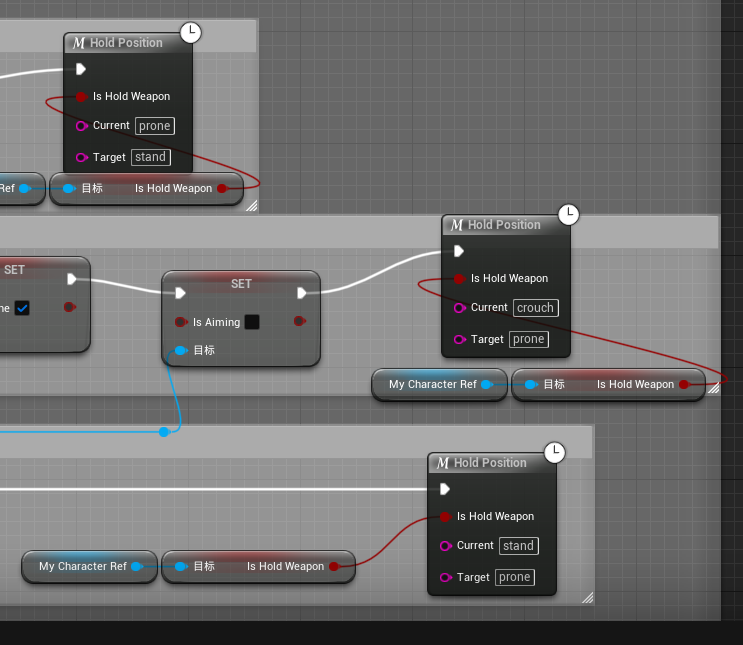 Hold Position
Is Hold Weapon
Current prone
Target stand
Ref 目标 Is Hold Weapon
Hold Position
SET
SET
Is Hold Weapon
ne
Is Aiming
Current crouch
Target prone
目标
My Character Ref 目标 Is Hold Weapon
Hold Position
Is Hold Weapon
Current stand
My Character Ref 目标 Is Hold Weapon
Target prone